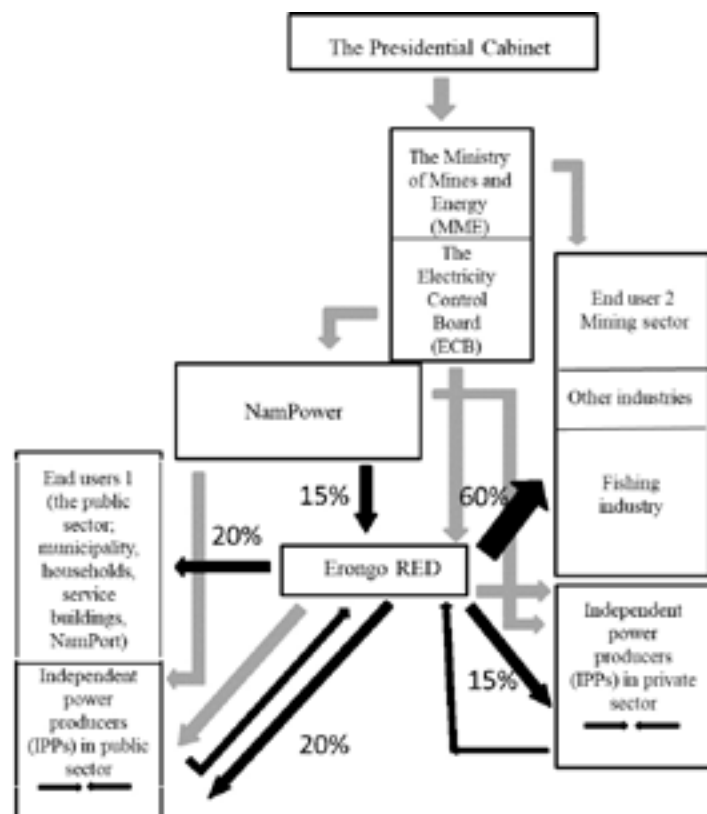 The Presidential Cabinet
The Ministry
of Mines and
Energy
(MME)
The
Electricity
Control
Board
(ECB)
End user 2
Mining sector
Other industries
Fishing
industry
NamPower
End users 1
(the public
sector;
municipality,
households,
service
buildings,
NamPort)
15%
60%
20%
Erongo RED
Independent
power
producers
(IPPs) in public
sector
20%
15%
Independent
power
producers
(IPPs) in private
sector